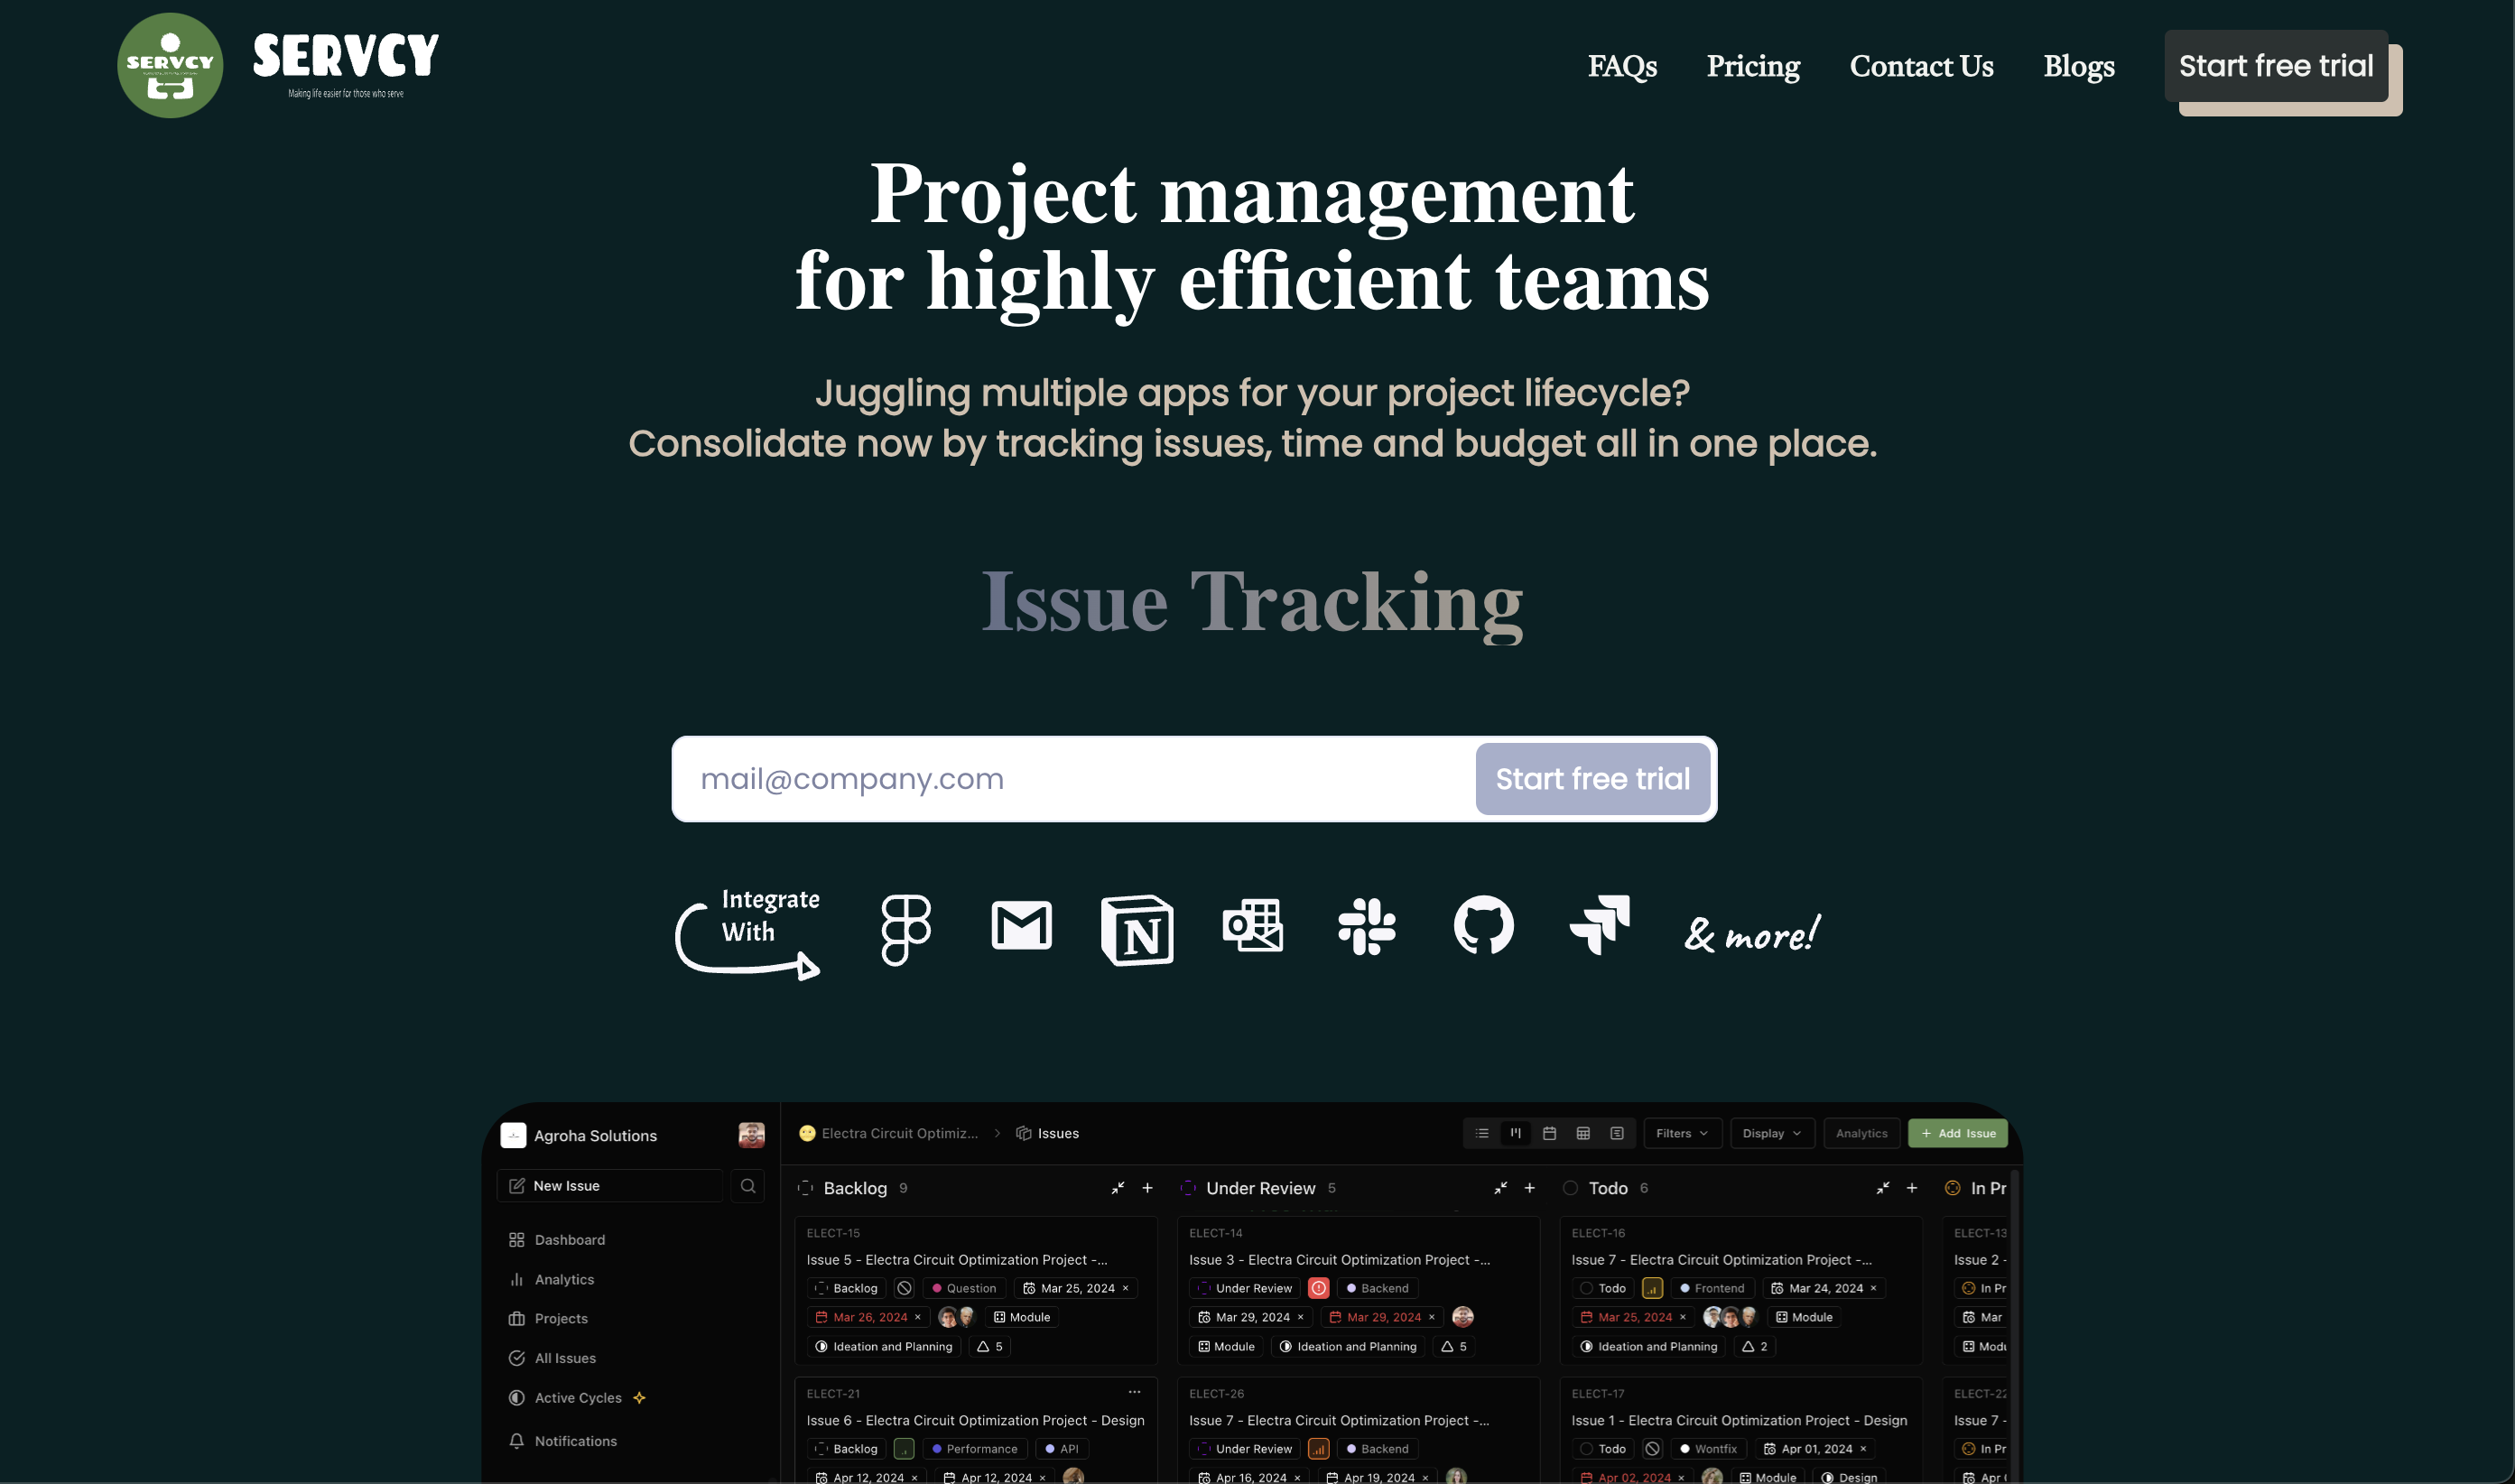 SERVCY
SERVCY
Making life easier for those who serve
FAQs
Pricing
Contact Us
Blogs
Start free trial
Project management
for highly efficient teams
Juggling multiple apps for your project lifecycle?
Consolidate now by tracking issues, time and budget all in one place.
Issue Tracking
mail@company.com
Start free trial
Integrate
With
& more!
Agroha Solutions
New Issue
Dashboard
Analytics
Projects
All Issues
Active Cycles
Notifications
Electra Circuit Optimiz...
Issues
Filters
Display
Analytics
+ Add Issue
Backlog 9
ELECT-15
Issue 5 - Electra Circuit Optimization Project -...
Backlog
Question
Mar 25, 2024 ×
Mar 26, 2024 ×
Module
Ideation and Planning
5
ELECT-21
Issue 6 - Electra Circuit Optimization Project - Design
Backlog
Performance
API
Apr 12, 2024 ×
Apr 12, 2024 ×
Under Review 5
ELECT-14
Issue 3 - Electra Circuit Optimization Project -...
Under Review
Backend
Mar 29, 2024 ×
Mar 29, 2024 ×
Module
Ideation and Planning
5
ELECT-26
Issue 7 - Electra Circuit Optimization Project -...
Under Review
Backend
Apr 16, 2024 ×
Apr 19, 2024 ×
Todo 6
ELECT-16
Issue 7 - Electra Circuit Optimization Project -...
Todo
Frontend
Mar 24, 2024 ×
Mar 25, 2024 ×
Module
Ideation and Planning
2
ELECT-17
Issue 1 - Electra Circuit Optimization Project - Design
Todo
Wontfix
Apr 01, 2024 ×
Apr 02, 2024 ×
Module
Design
In Pr
ELECT-13
Issue 2 -
In Pr
Mar
Modu
ELECT-22
Issue 7 -
In Pr
Apr